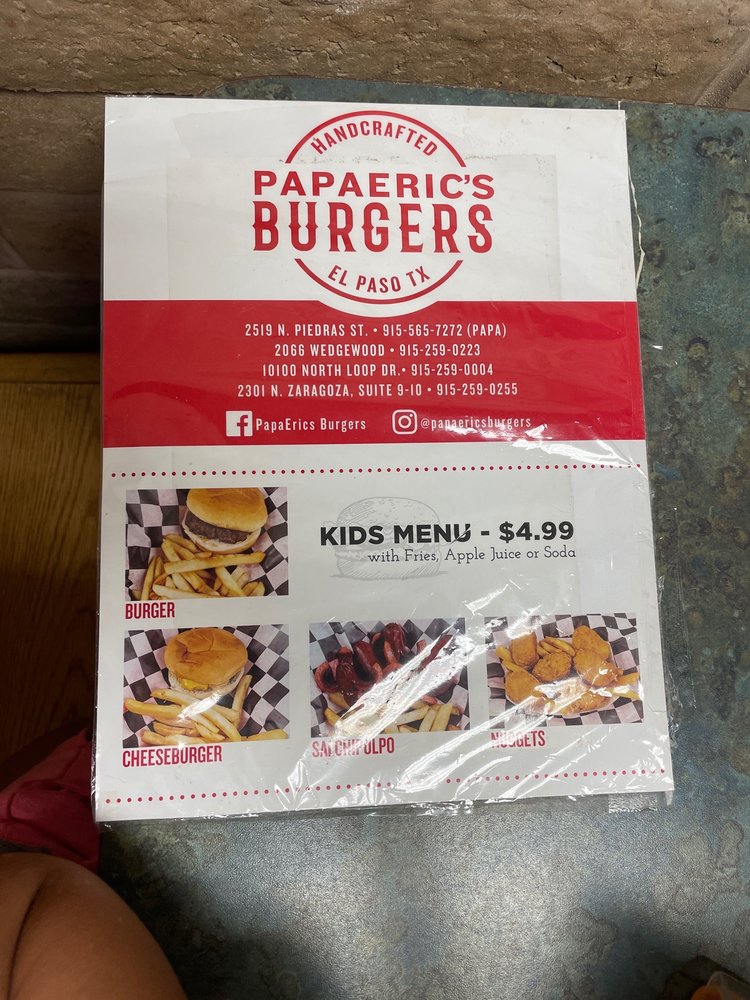 HANDCRAFTED
PAPAERIC'S
BURGERS
EL PASO TX
2519 N. PIEDRAS ST. • 915-565-7272 (PAPA)
2066 WEDGEWOOD • 915-259-0223
10100 NORTH LOOP DR. • 915-259-0004
2301 N. ZARAGOZA, SUITE 9-10 • 915-259-0255
PapaErics Burgers @papaericsburgers
KIDS MENU - $4.99
with Fries, Apple Juice or Soda
BURGER
CHEESEBURGER
SALCHIPULPO
NUGGETS